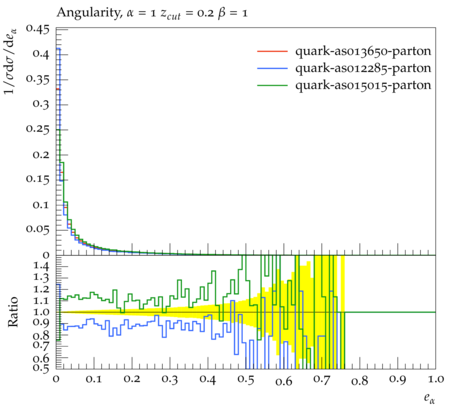 Angularity, α = 1 z_cut = 0.2 β = 1
1/σdσ/de_α
0.45
0.4
0.35
0.3
0.25
0.2
0.15
0.1
0.05
0
quark-as013650-parton
quark-as012285-parton
quark-as015015-parton
Ratio
1.4
1.3
1.2
1.1
1.0
0.9
0.8
0.7
0.6
0.5
0 0.1 0.2 0.3 0.4 0.5 0.6 0.7 0.8 0.9 1.0
e_α